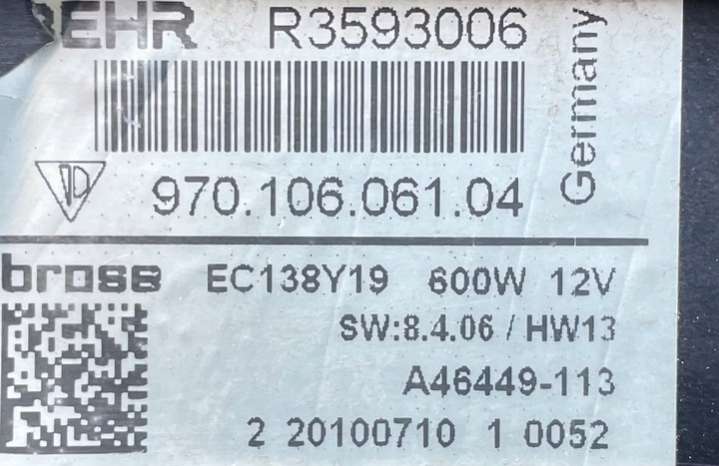 BEHR R3593006
Germany
970.106.061.04
brose EC138Y19 600W 12V
SW:8.4.06 / HW13
A46449-113
2 20100710 1 0052